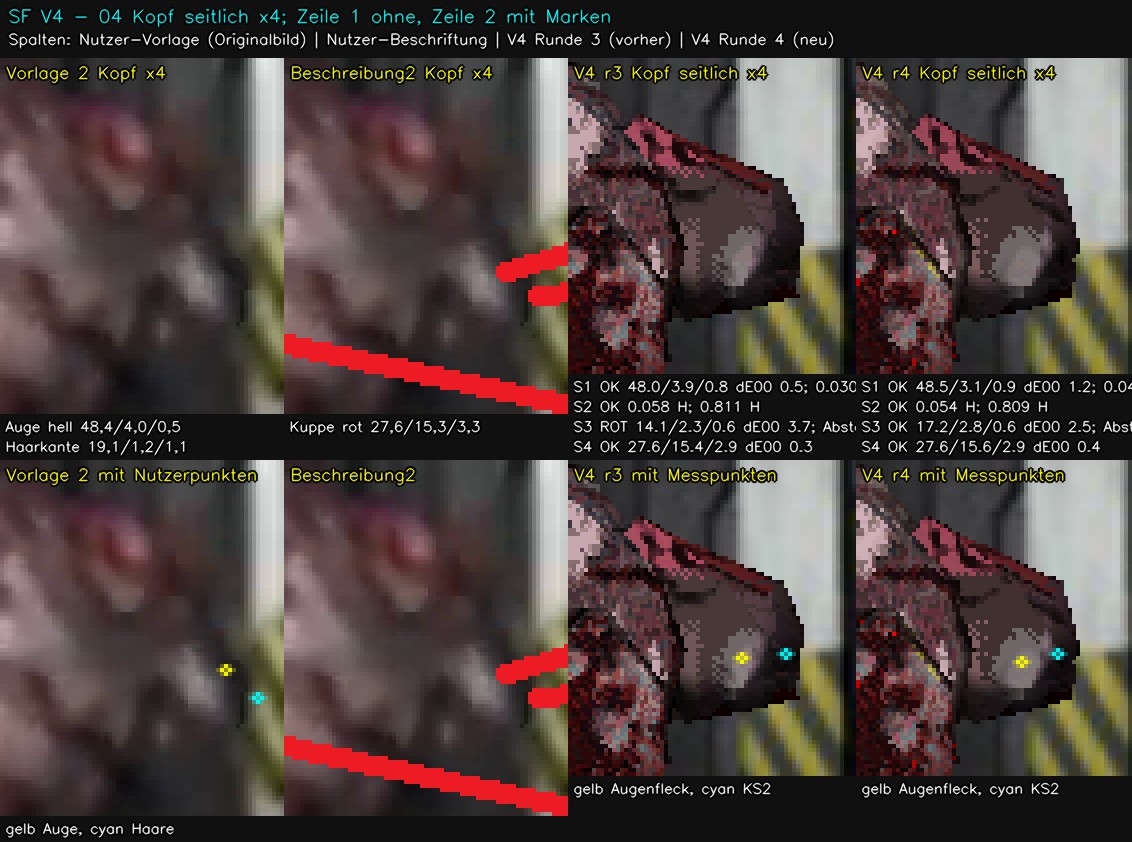 SF V4 - 04 Kopf seitlich x4; Zeile 1 ohne, Zeile 2 mit Marken
Spalten: Nutzer-Vorlage (Originalbild) | Nutzer-Beschriftung | V4 Runde 3 (vorher) | V4 Runde 4 (neu)
Vorlage 2 Kopf x4
Beschreibung2 Kopf x4
V4 r3 Kopf seitlich x4
V4 r4 Kopf seitlich x4
Auge hell 48,4/4,0/0,5
Haarkante 19,1/1,2/1,1
Kuppe rot 27,6/15,3/3,3
S1 OK 48.0/3.9/0.8 dE00 0.5; 0.030
S2 OK 0.058 H; 0.811 H
S3 ROT 14.1/2.3/0.6 dE00 3.7; Abst
S4 OK 27.6/15.4/2.9 dE00 0.3
S1 OK 48.5/3.1/0.9 dE00 1.2; 0.04
S2 OK 0.054 H; 0.809 H
S3 OK 17.2/2.8/0.6 dE00 2.5; Abst
S4 OK 27.6/15.6/2.9 dE00 0.4
Vorlage 2 mit Nutzerpunkten
Beschreibung2
V4 r3 mit Messpunkten
V4 r4 mit Messpunkten
gelb Auge, cyan Haare
gelb Augenfleck, cyan KS2
gelb Augenfleck, cyan KS2